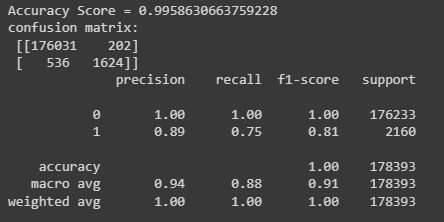 Accuracy Score = 0.9958630663759228
confusion matrix:
[[176031    202]
[   536   1624]]
precision    recall  f1-score   support
0       1.00      1.00      1.00    176233
1       0.89      0.75      0.81      2160
accuracy                           1.00    178393
macro avg       0.94      0.88      0.91    178393
weighted avg       1.00      1.00      1.00    178393